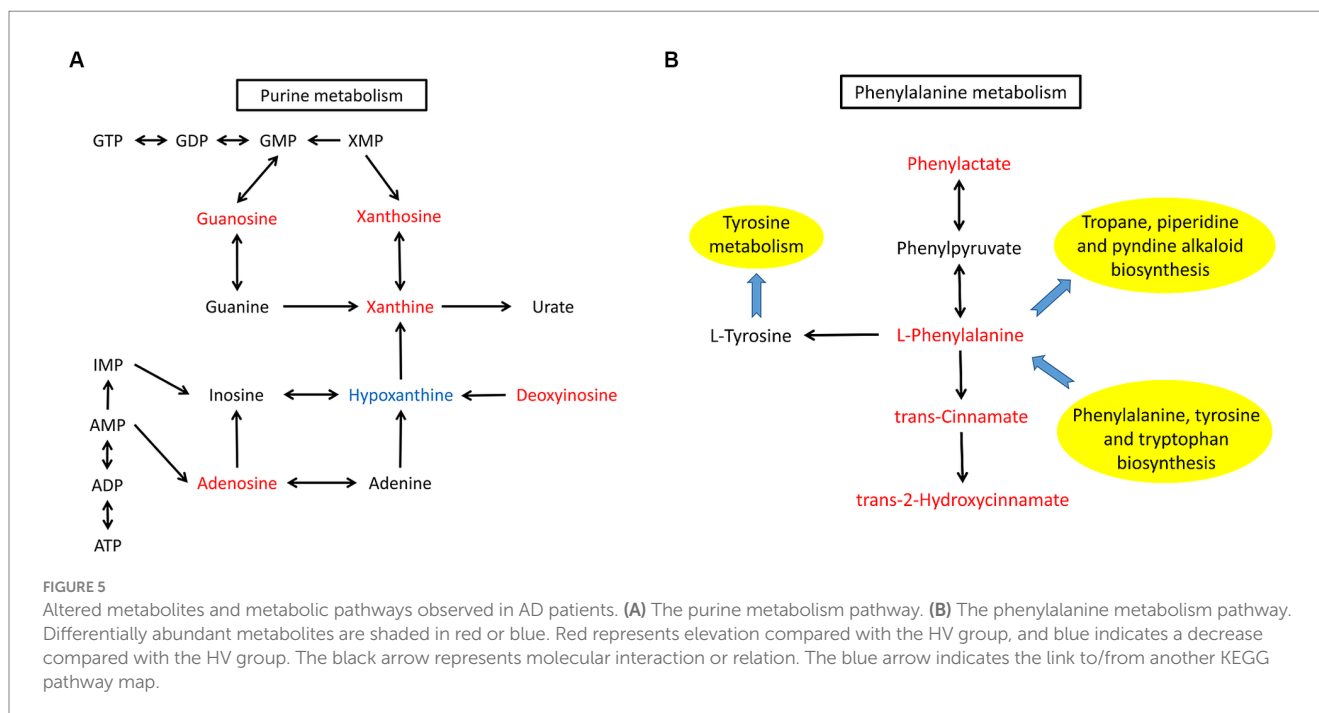 A
Purine metabolism
GTP
GDP
GMP
XMP
Guanosine
Xanthosine
Guanine
Xanthine
Urate
IMP
Inosine
Hypoxanthine
Deoxyinosine
AMP
ADP
Adenosine
Adenine
ATP
B
Phenylalanine metabolism
Phenylactate
Tyrosine
metabolism
Phenylpyruvate
Tropane, piperidine
and pyndine alkaloid
biosynthesis
L-Tyrosine
L-Phenylalanine
trans-Cinnamate
Phenylalanine, tyrosine
and tryptophan
biosynthesis
trans-2-Hydroxycinnamate
FIGURE 5
Altered metabolites and metabolic pathways observed in AD patients. (A) The purine metabolism pathway. (B) The phenylalanine metabolism pathway.
Differentially abundant metabolites are shaded in red or blue. Red represents elevation compared with the HV group, and blue indicates a decrease
compared with the HV group. The black arrow represents molecular interaction or relation. The blue arrow indicates the link to/from another KEGG
pathway map.